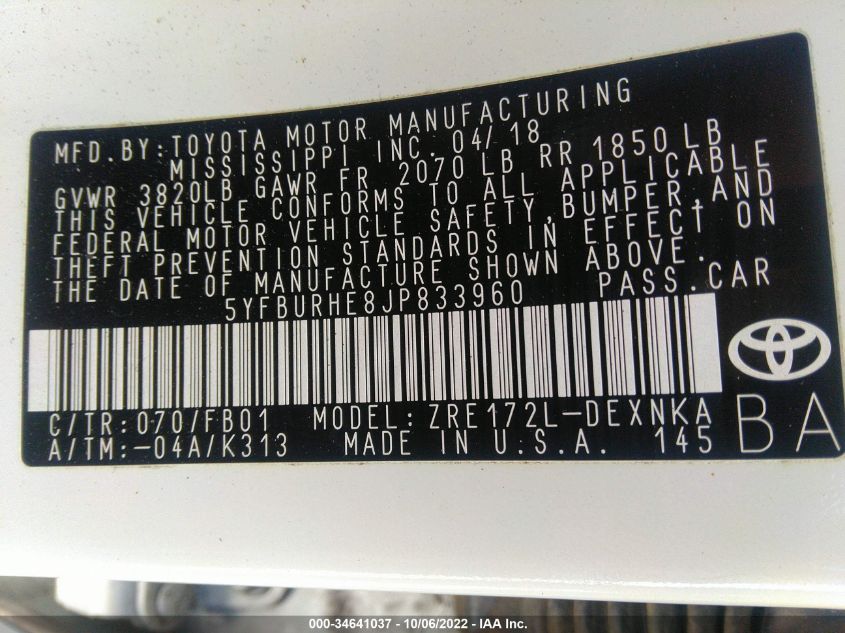 MFD.BY:TOYOTA MOTOR MANUFACTURING
MISSISSIPPI INC. 04/18
GVWR 3820LB GAWR FR 2070 LB RR 1850 LB
THIS VEHICLE CONFORMS TO ALL APPLICABLE
FEDERAL MOTOR VEHICLE SAFETY,BUMPER,AND
THEFT PREVENTION STANDARDS IN EFFECT ON
THE DATE OF MANUFACTURE SHOWN ABOVE.
5YFBURHE8JP833960 PASS.CAR
C/TR:070/FB01 MODEL:ZRE172L-DEXNKA
A/TM:-04A/K313 MADE IN U.S.A. 145
BA
000-34641037 - 10/06/2022 - IAA Inc.